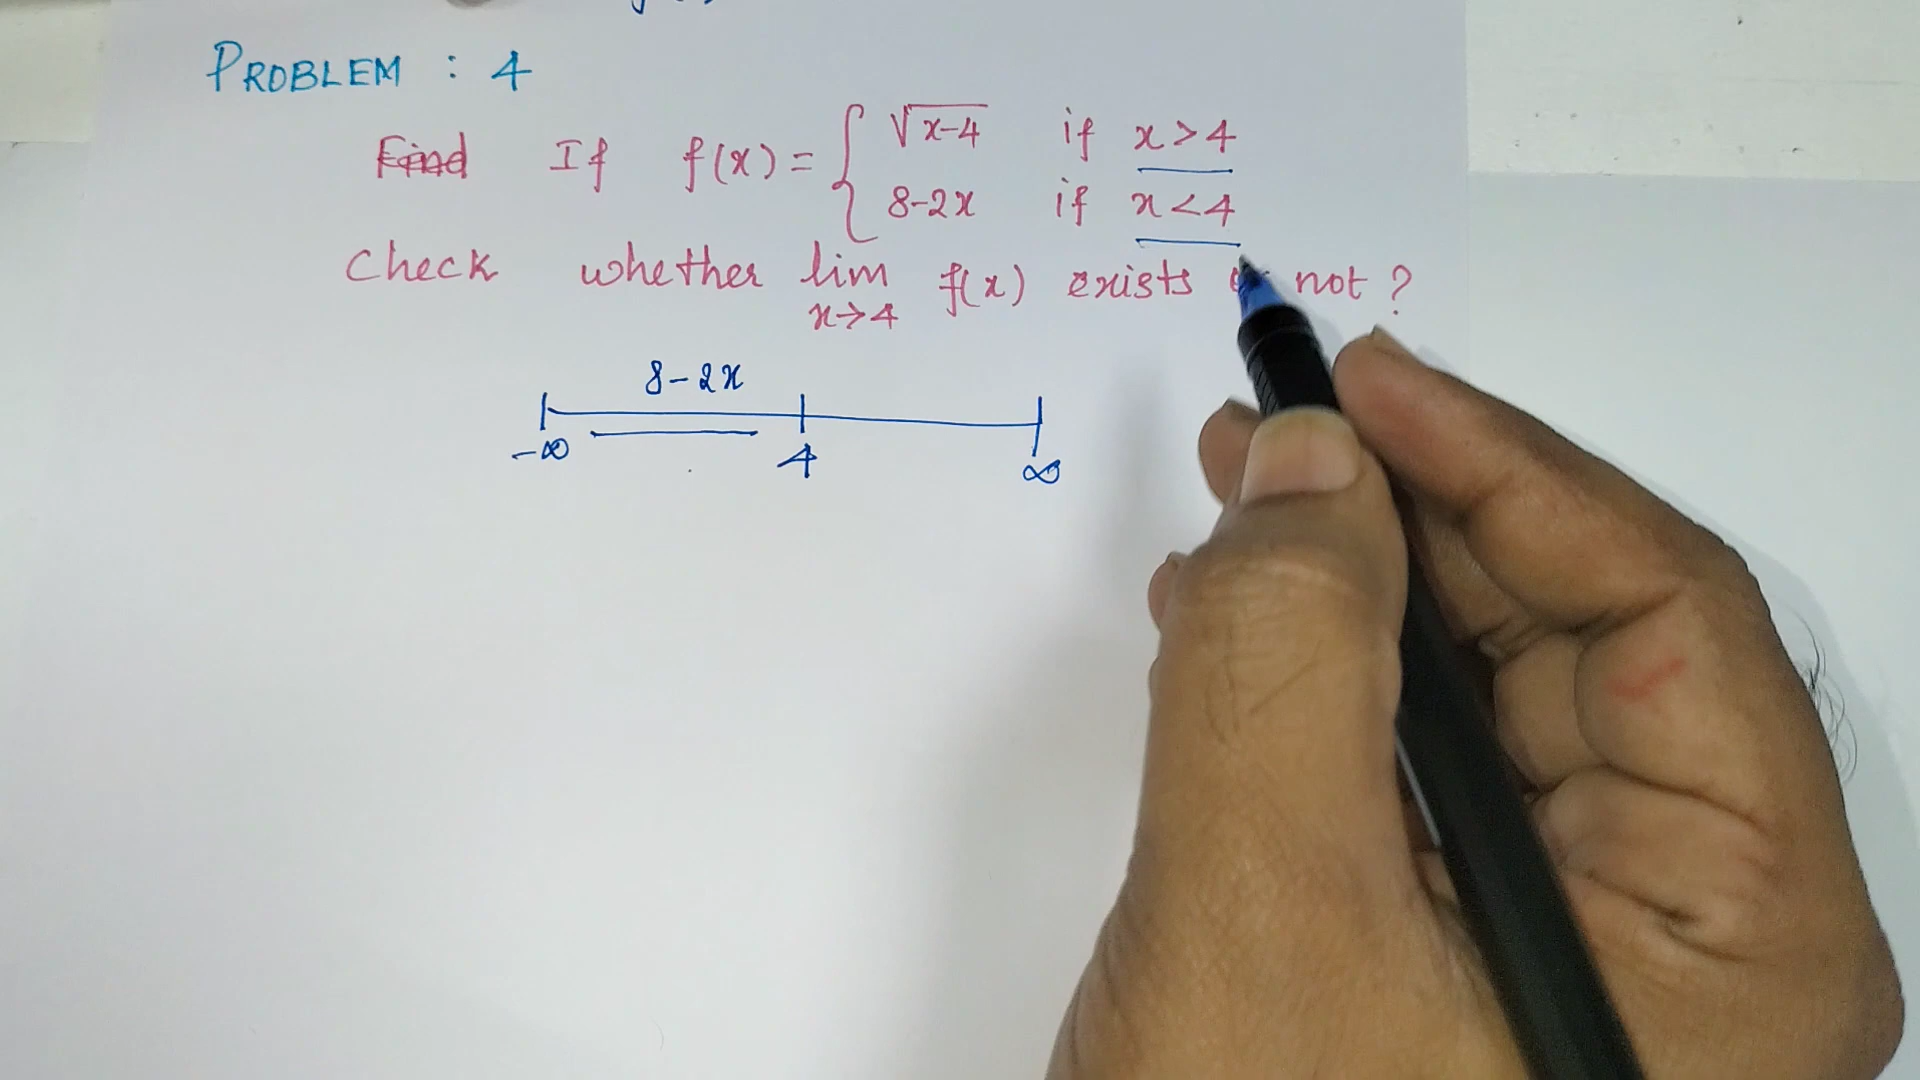 PROBLEM : 4
Find If f(x) = { √x-4 if x>4
8-2x if x<4
Check whether lim f(x) exists or not ?
x→4
8-2x
-∞ 4 ∞